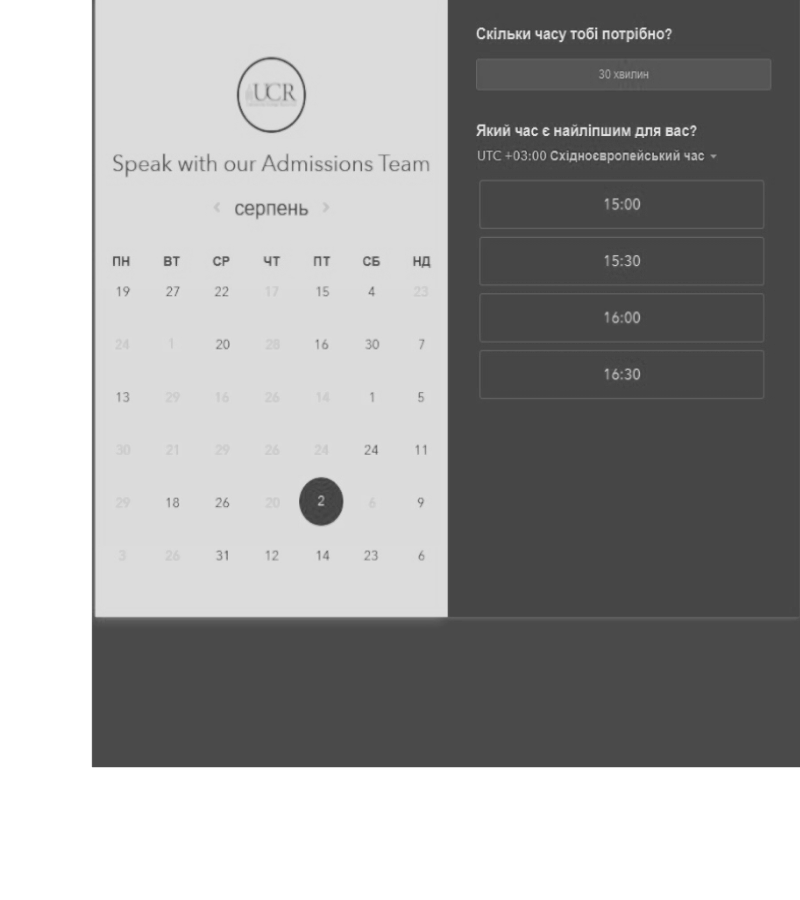 UCR
Speak with our Admissions Team
серпень
ПН ВТ СР ЧТ ПТ СБ НД
19 27 22 17 15 4 23
24 1 20 28 16 30 7
13 29 16 26 14 1 5
30 21 29 26 24 24 11
29 18 26 20 2 6 9
3 26 31 12 14 23 6
Скільки часу тобі потрібно?
30 хвилин
Який час є найліпшим для вас?
UTC +03:00 Східноєвропейський час
15:00
15:30
16:00
16:30